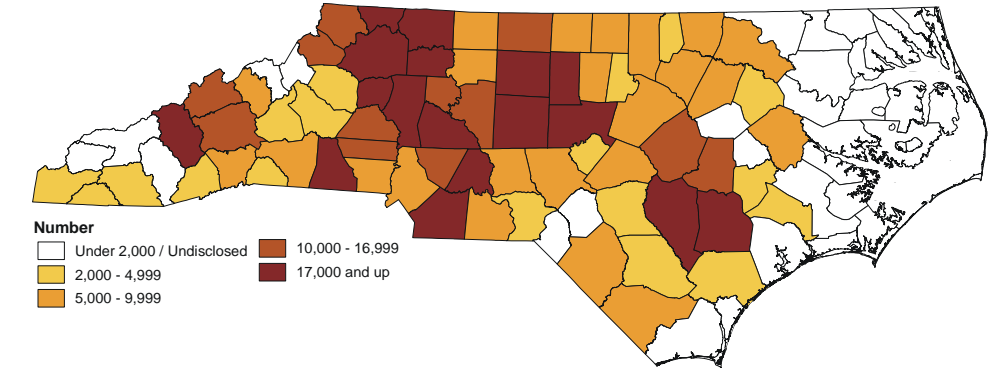 Number
Under 2,000 / Undisclosed
2,000 - 4,999
5,000 - 9,999
10,000 - 16,999
17,000 and up